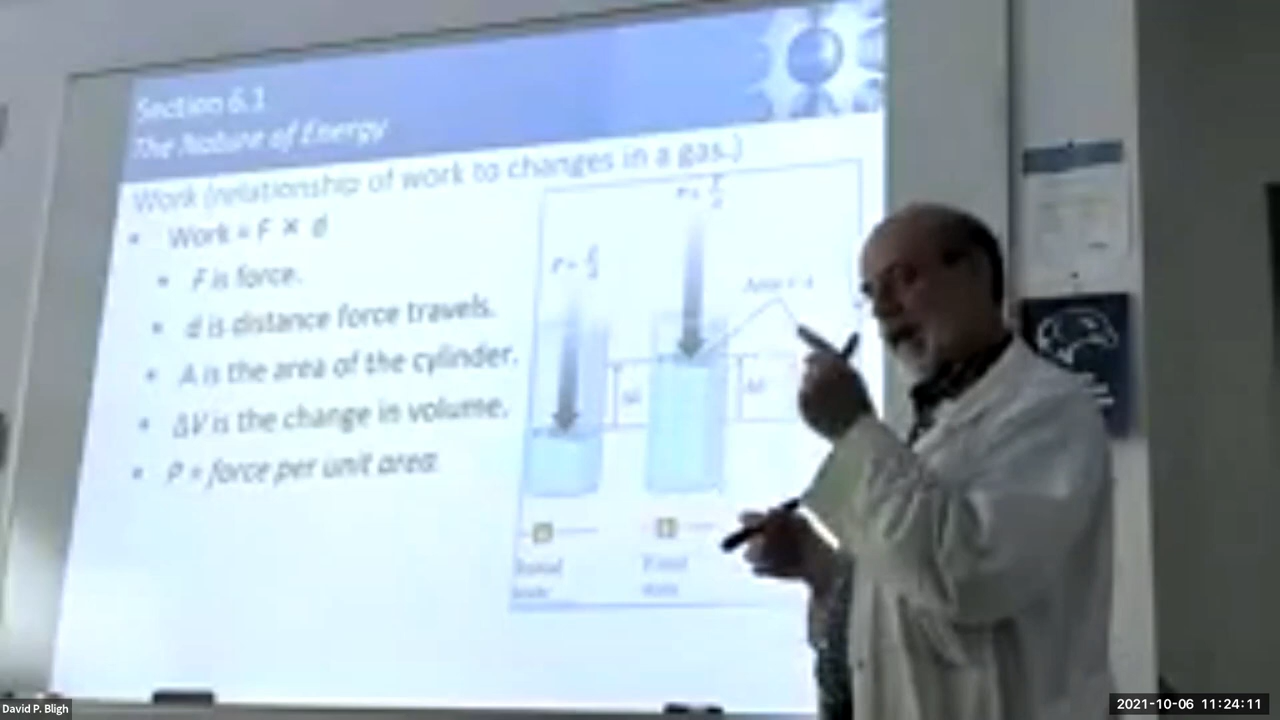 Section 6.1
The Nature of Energy
Work (relationship of work to changes in a gas.)
• Work = F × d
• F is force.
• d is distance force travels.
• A is the area of the cylinder.
• ΔV is the change in volume.
• P = force per unit area.
P = F/A
P = F/A
Area = A
David P. Bligh
2021-10-06 11:24:11